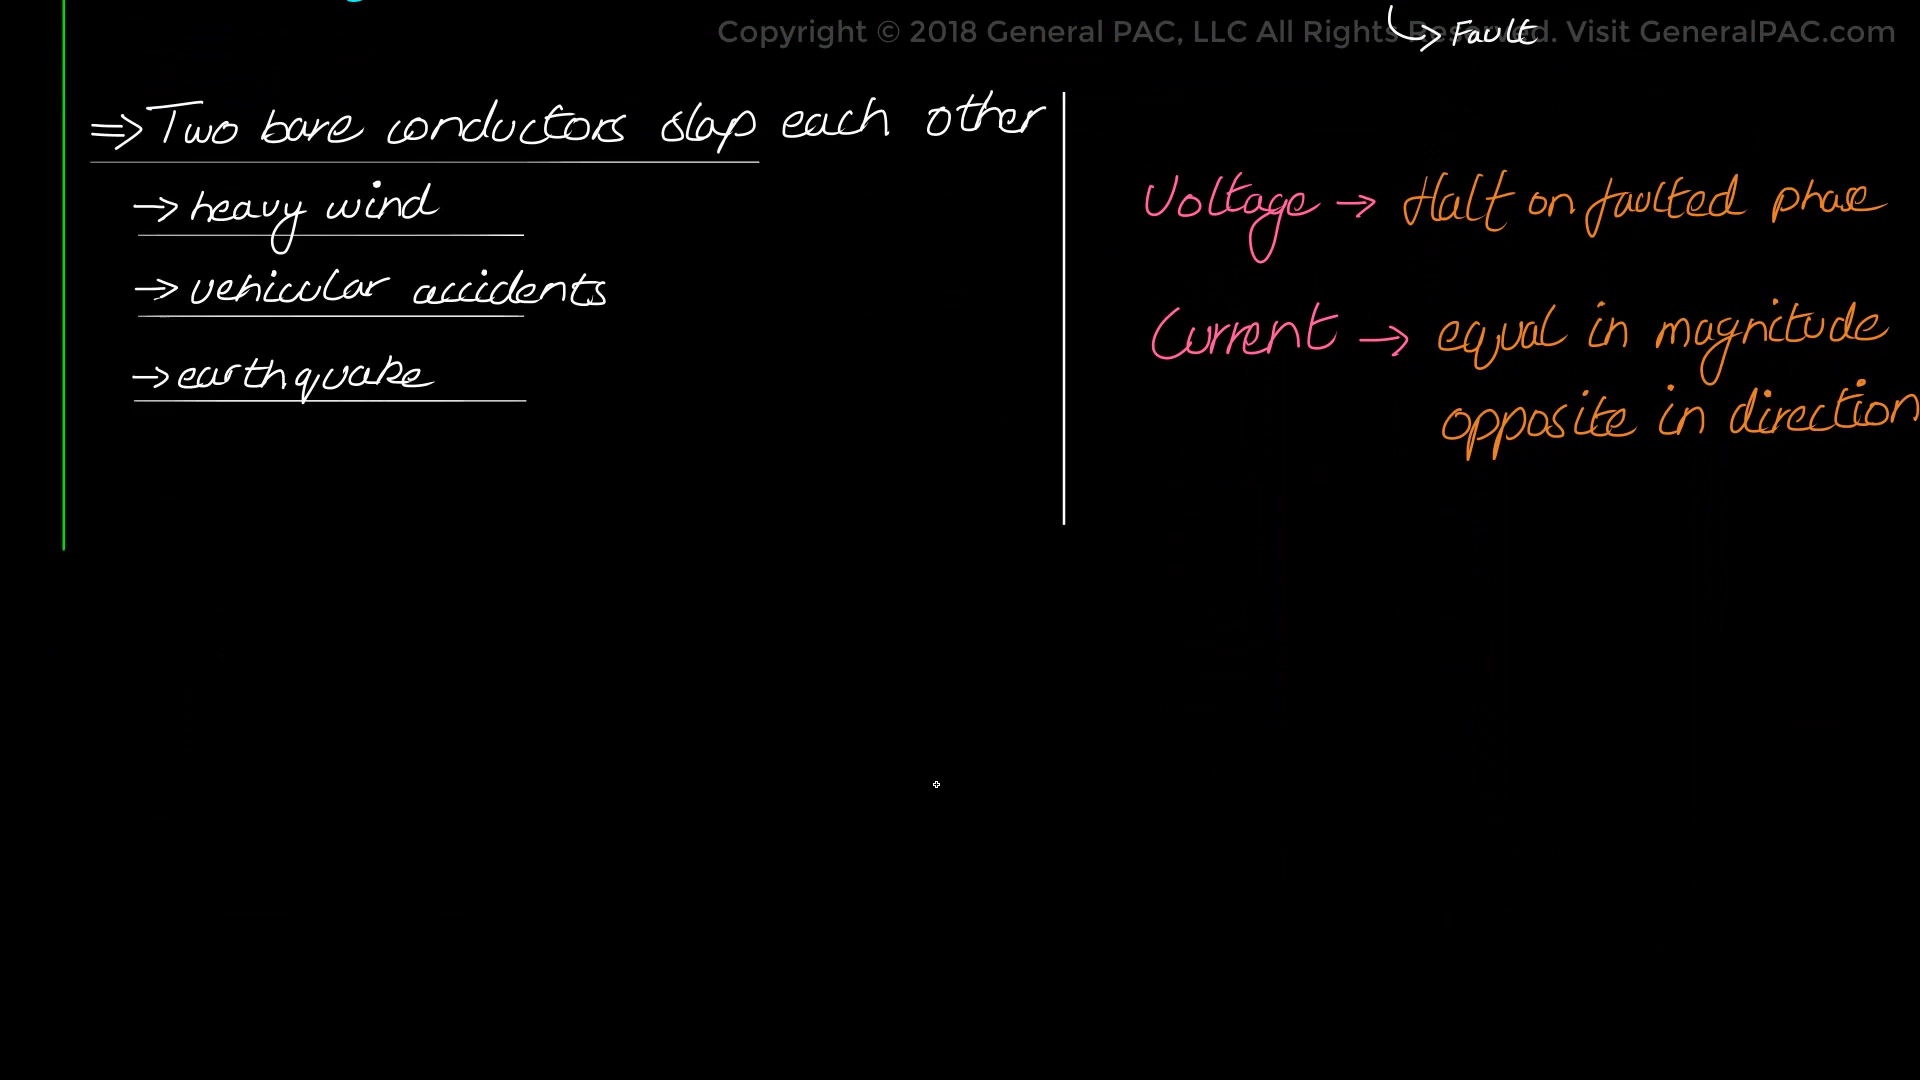 Copyright © 2018 General PAC, LLC All Rights Reserved. Visit GeneralPAC.com
↳ Fault
⇒ Two bare conductors slap each other
→ heavy wind
→ vehicular accidents
→ earthquake
Voltage → Half on faulted phase
Current → equal in magnitude
opposite in direction